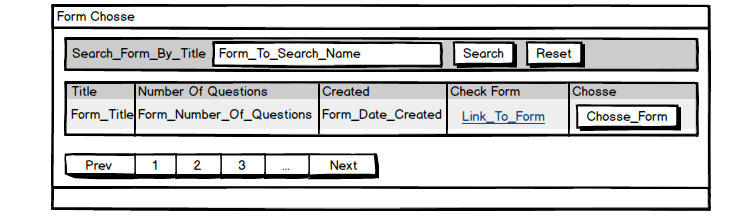 Form Chosse
Search_Form_By_Title Form_To_Search_Name Search Reset
Title Number Of Questions Created Check Form Chosse
Form_Title Form_Number_Of_Questions Form_Date_Created Link_To_Form Chosse_Form
Prev 1 2 3 ... Next